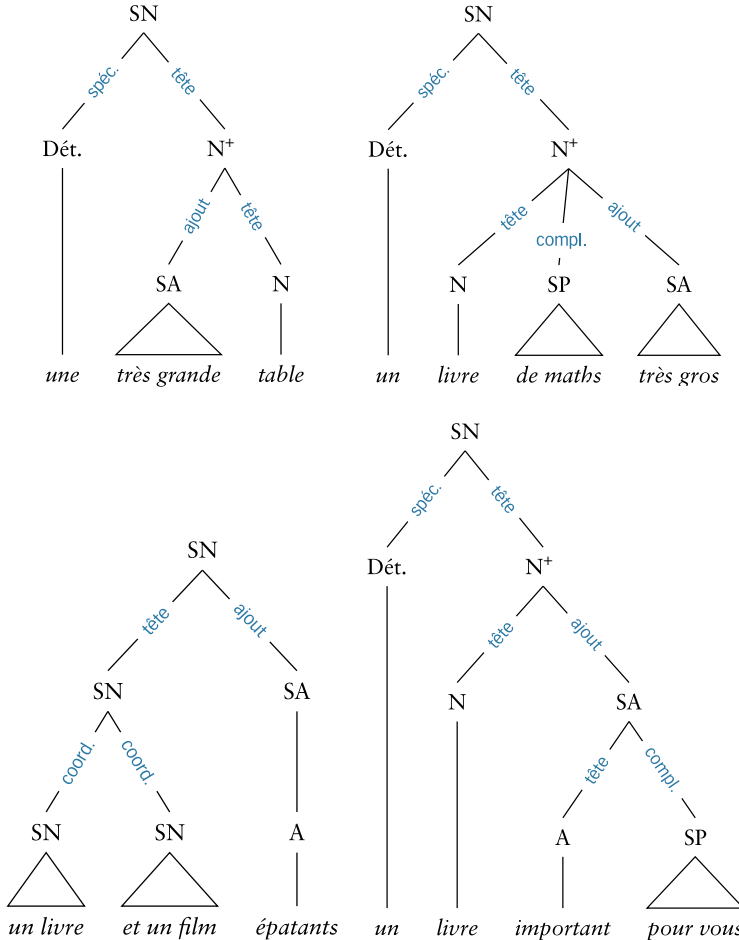 SN
spéc. tête
Dét. N+
ajout tête
SA N
une très grande table
SN
spéc. tête
Dét. N+
tête compl. ajout
N SP SA
un livre de maths très gros
SN
tête ajout
SN SA
coord. coord.
SN SN A
un livre et un film épatants
SN
spéc. tête
Dét. N+
tête ajout
N SA
tête compl.
A SP
un livre important pour vous